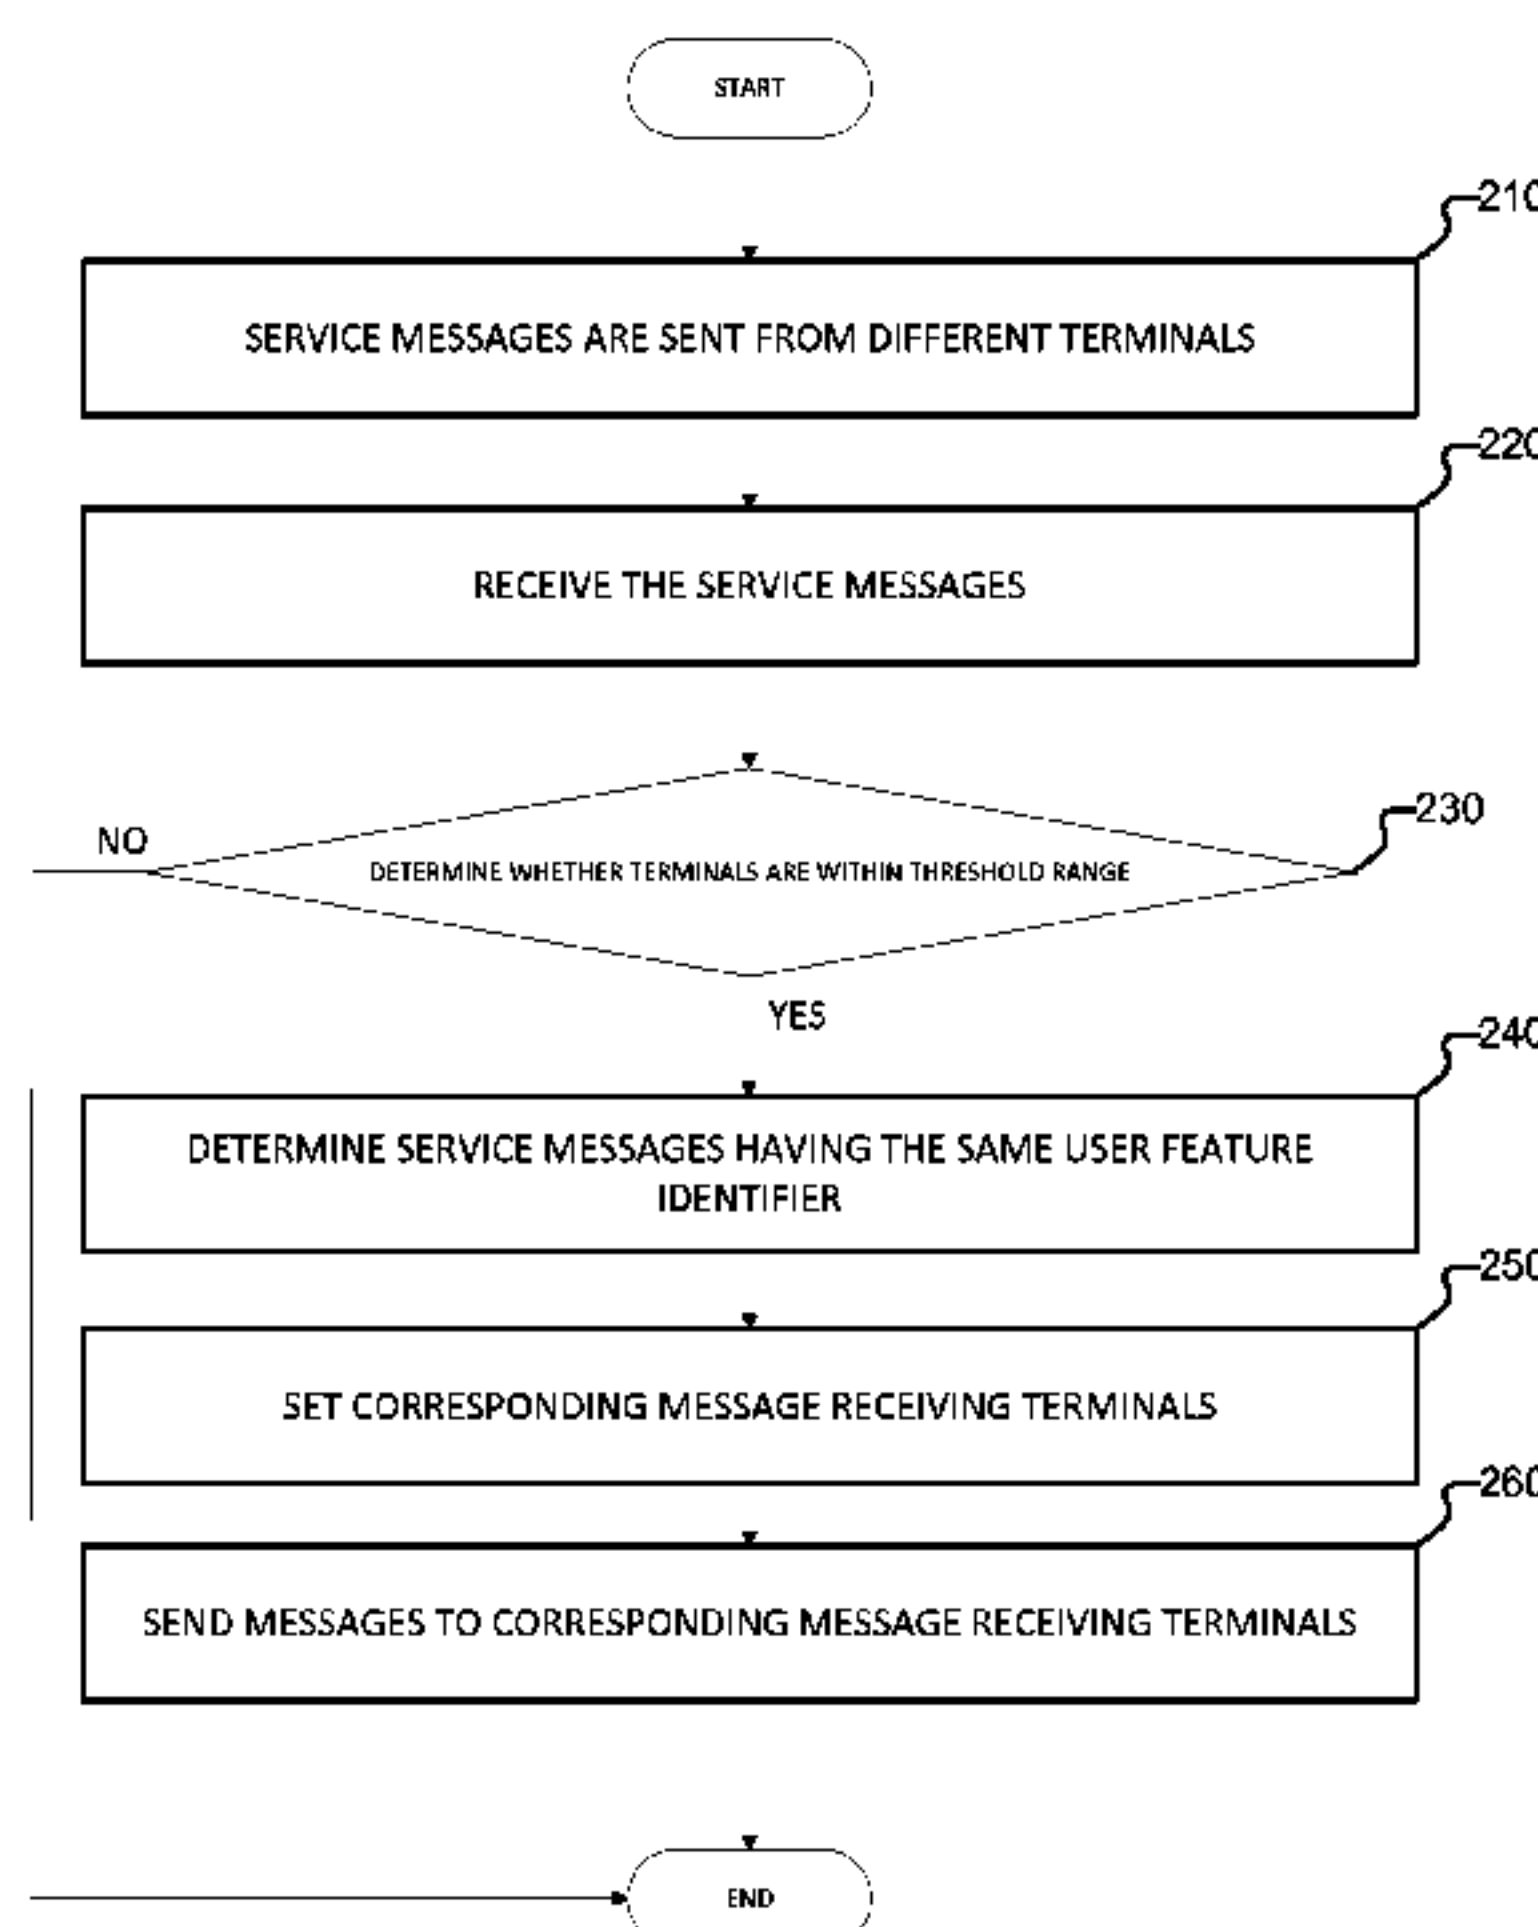 START
210
SERVICE MESSAGES ARE SENT FROM DIFFERENT TERMINALS
220
RECEIVE THE SERVICE MESSAGES
230
NO
DETERMINE WHETHER TERMINALS ARE WITHIN THRESHOLD RANGE
YES
240
DETERMINE SERVICE MESSAGES HAVING THE SAME USER FEATURE
IDENTIFIER
250
SET CORRESPONDING MESSAGE RECEIVING TERMINALS
260
SEND MESSAGES TO CORRESPONDING MESSAGE RECEIVING TERMINALS
END